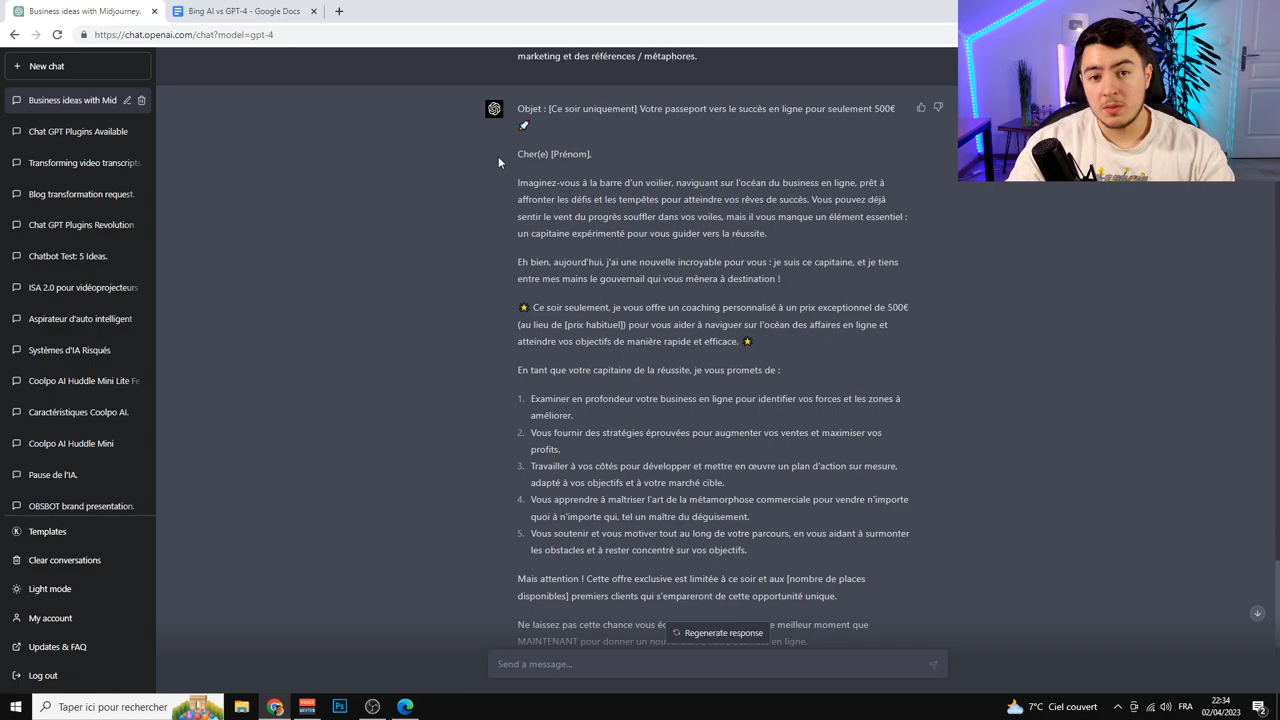 Business ideas with Midjourney
Bing AI vs GPT-4 - Google Docs
https://chat.openai.com/chat?model=gpt-4
New chat
Business ideas with Mid
Chat GPT Plugins Available
Transforming video transcripts
Blog transformation request.
Chat GPT Plugins Revolution
Chatbot Test: 5 Ideas.
ISA 2.0 pour vidéoprojecteurs
Aspirateur d'auto intelligent
Systèmes d'IA Risqués
Coolpo AI Huddle Mini Lite Fe
Caractéristiques Coolpo AI.
Coolpo AI Huddle Mini
Pause de l'IA.
OBSBOT brand presentation.
Templates
Clear conversations
Light mode
My account
Updates & FAQ
Log out
marketing et des références / métaphores.
Objet : [Ce soir uniquement] Votre passeport vers le succès en ligne pour seulement 500€
🚀
Cher(e) [Prénom],
Imaginez-vous à la barre d'un voilier, naviguant sur l'océan du business en ligne, prêt à
affronter les défis et les tempêtes pour atteindre vos rêves de succès. Vous pouvez déjà
sentir le vent du progrès souffler dans vos voiles, mais il vous manque un élément essentiel :
un capitaine expérimenté pour vous guider vers la réussite.
Eh bien, aujourd'hui, j'ai une nouvelle incroyable pour vous : je suis ce capitaine, et je tiens
entre mes mains le gouvernail qui vous mènera à destination !
🌟 Ce soir seulement, je vous offre un coaching personnalisé à un prix exceptionnel de 500€
(au lieu de [prix habituel]) pour vous aider à naviguer sur l'océan des affaires en ligne et
atteindre vos objectifs de manière rapide et efficace. 🌟
En tant que votre capitaine de la réussite, je vous promets de :
1. Examiner en profondeur votre business en ligne pour identifier vos forces et les zones à
améliorer.
2. Vous fournir des stratégies éprouvées pour augmenter vos ventes et maximiser vos
profits.
3. Travailler à vos côtés pour développer et mettre en œuvre un plan d'action sur mesure,
adapté à vos objectifs et à votre marché cible.
4. Vous apprendre à maîtriser l'art de la métamorphose commerciale pour vendre n'importe
quoi à n'importe qui, tel un maître du déguisement.
5. Vous soutenir et vous motiver tout au long de votre parcours, en vous aidant à surmonter
les obstacles et à rester concentré sur vos objectifs.
Mais attention ! Cette offre exclusive est limitée à ce soir et aux [nombre de places
disponibles] premiers clients qui s'empareront de cette opportunité unique.
Ne laissez pas cette chance vous éc e meilleur moment que
MAINTENANT pour donner un nou en ligne.
Regenerate response
Send a message...
Taper ici pour rechercher
7°C Ciel couvert
FRA
22:34
02/04/2023
2